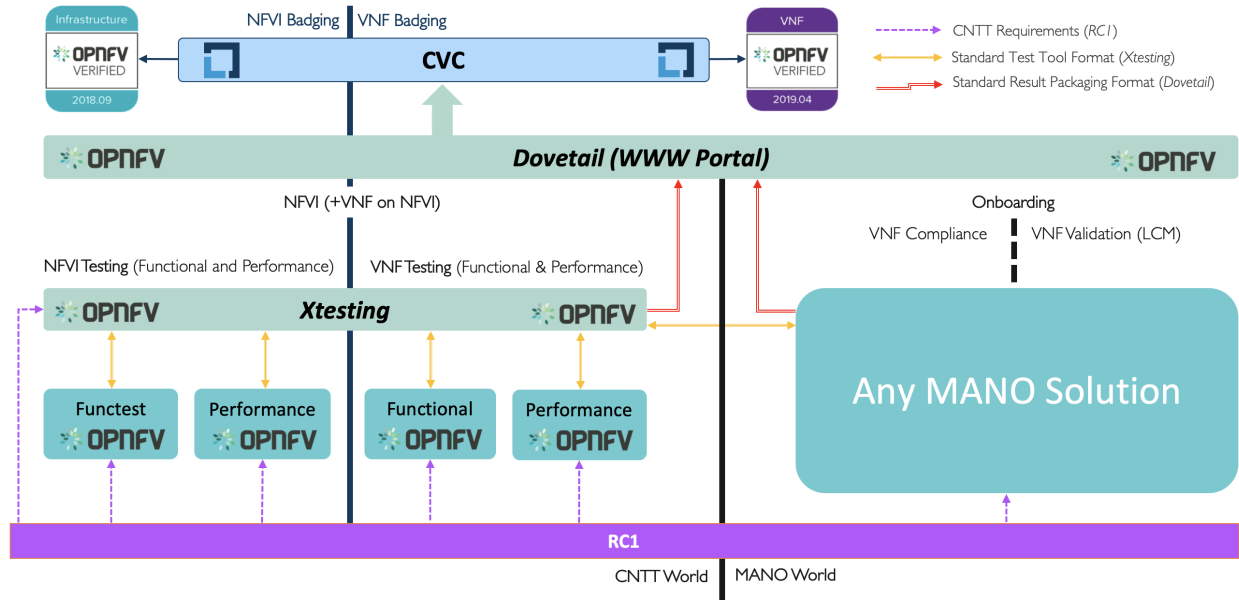 Infrastructure
OPNFV
VERIFIED
2018.09
NFVI Badging
VNF Badging
CVC
VNF
OPNFV
VERIFIED
2019.04
CNTT Requirements (RC1)
Standard Test Tool Format (Xtesting)
Standard Result Packaging Format (Dovetail)
OPNFV
Dovetail (WWW Portal)
OPNFV
NFVI (+VNF on NFVI)
Onboarding
VNF Compliance
VNF Validation (LCM)
NFVI Testing (Functional and Performance)
VNF Testing (Functional & Performance)
OPNFV
Xtesting
OPNFV
Functest
OPNFV
Performance
OPNFV
Functional
OPNFV
Performance
OPNFV
Any MANO Solution
RC1
CNTT World
MANO World